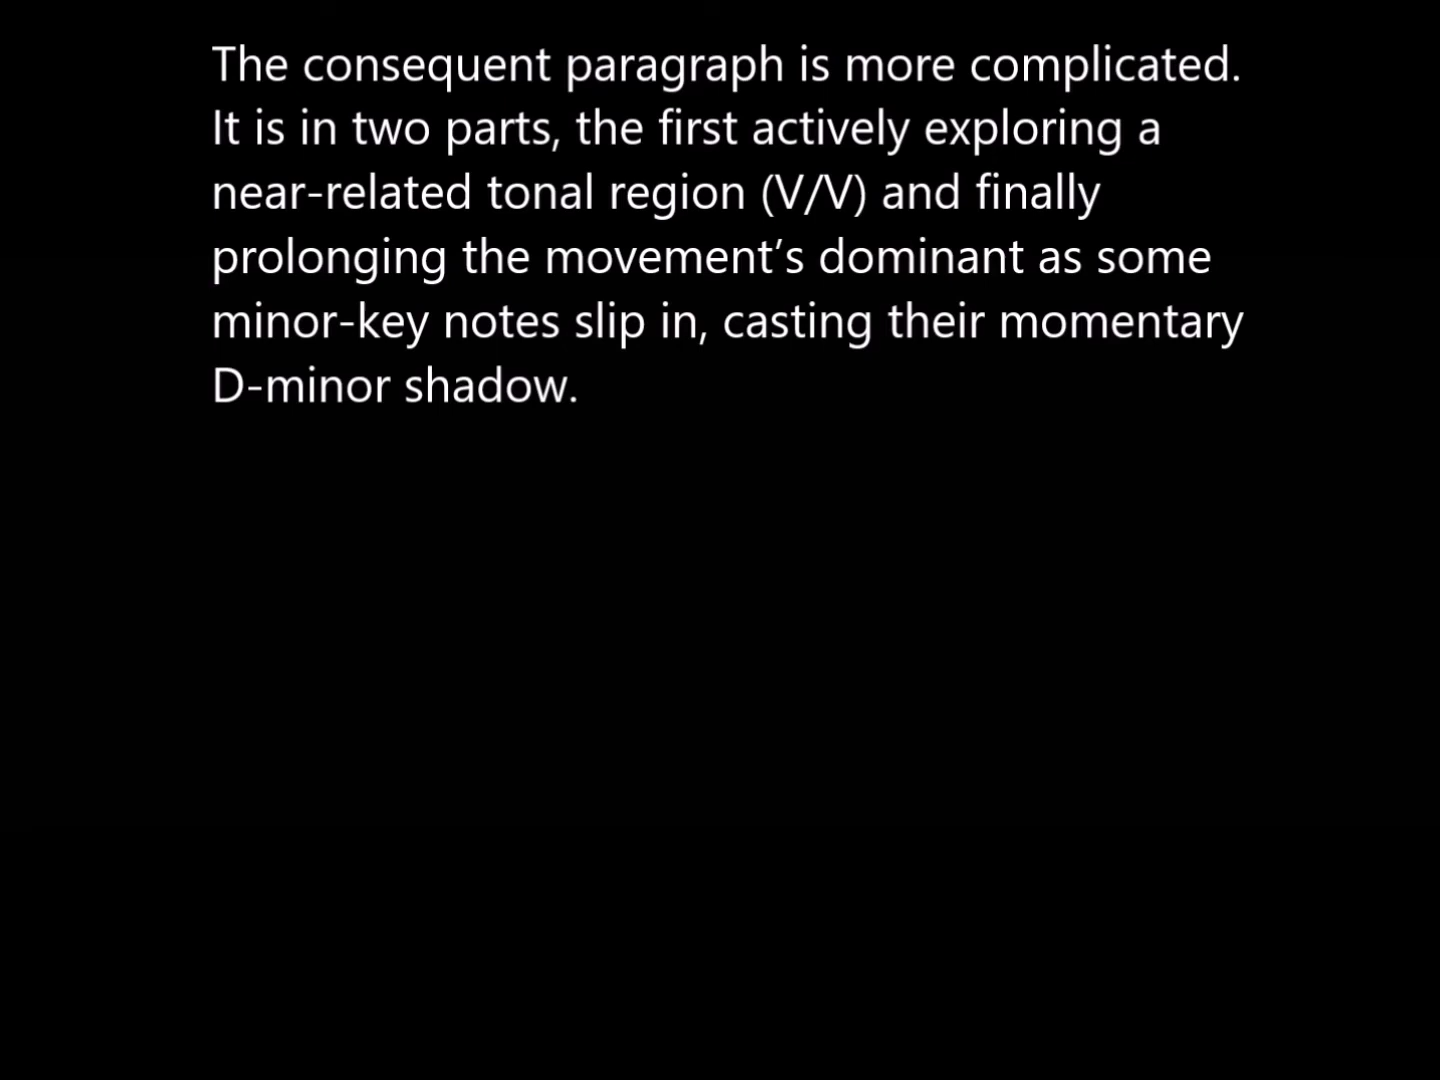 The consequent paragraph is more complicated.
It is in two parts, the first actively exploring a
near-related tonal region (V/V) and finally
prolonging the movement’s dominant as some
minor-key notes slip in, casting their momentary
D-minor shadow.